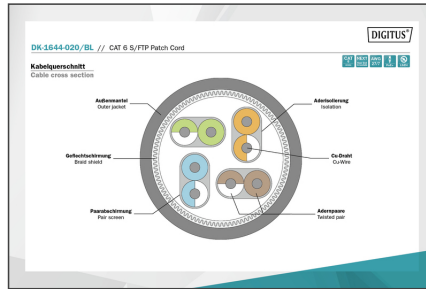 DIGITUS®
DK-1644-020/BL // CAT 6 S/FTP Patch Cord
Kabelquerschnitt
Cable cross section
Außenmantel
Outer jacket
Aderisolierung
Isolation
Geflechtschirmung
Braid shield
Cu-Draht
Cu-Wire
Paarabschirmung
Pair screen
Adernpaare
Twisted pair